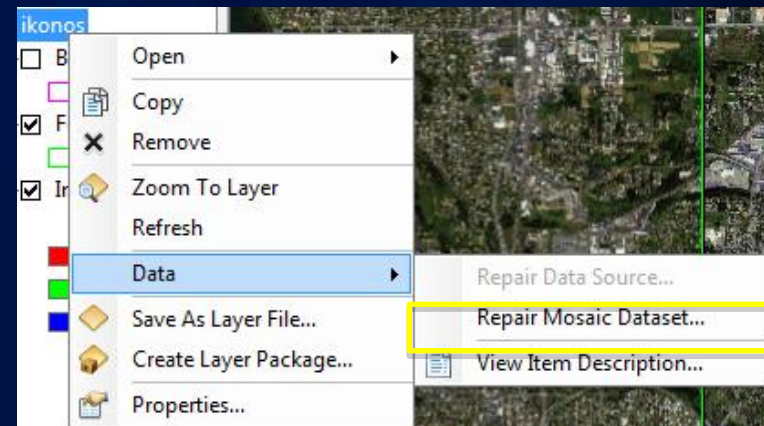 ikonos
B
F
Ir
Open
Copy
Remove
Zoom To Layer
Refresh
Data
Save As Layer File...
Create Layer Package...
Properties...
Repair Data Source...
Repair Mosaic Dataset...
View Item Description...